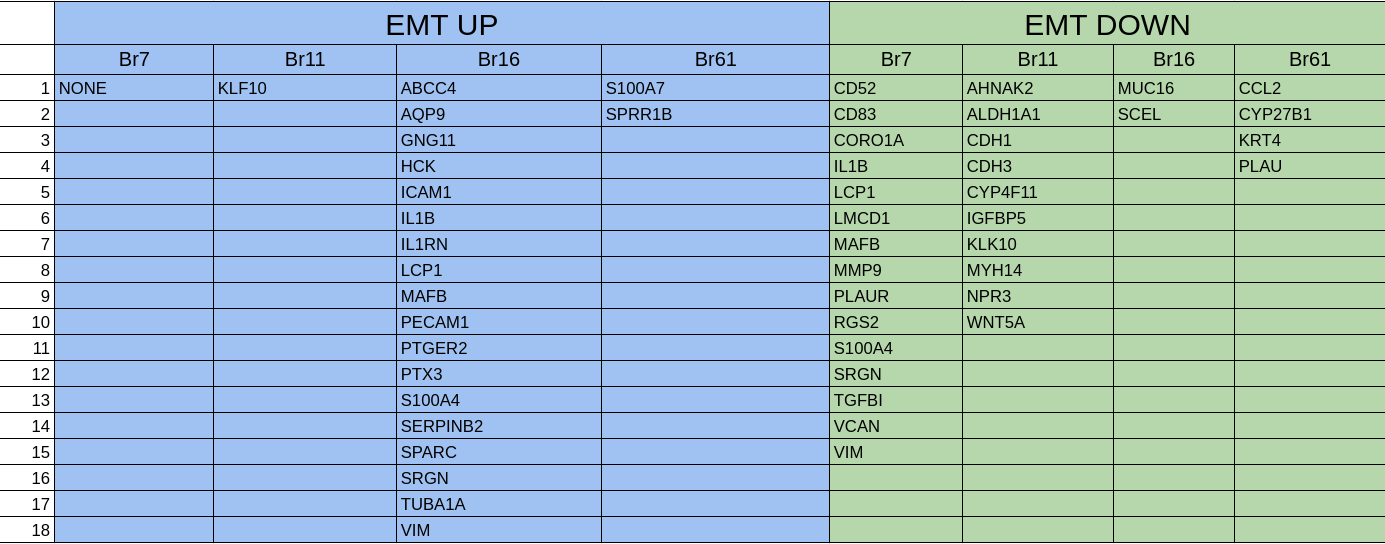 EMT UP EMT DOWN
Br7 Br11 Br16 Br61 Br7 Br11 Br16 Br61
1 NONE KLF10 ABCC4 S100A7 CD52 AHNAK2 MUC16 CCL2
2 AQP9 SPRR1B CD83 ALDH1A1 SCEL CYP27B1
3 GNG11 CORO1A CDH1 KRT4
4 HCK IL1B CDH3 PLAU
5 ICAM1 LCP1 CYP4F11
6 IL1B LMCD1 IGFBP5
7 IL1RN MAFB KLK10
8 LCP1 MMP9 MYH14
9 MAFB PLAUR NPR3
10 PECAM1 RGS2 WNT5A
11 PTGER2 S100A4
12 PTX3 SRGN
13 S100A4 TGFBI
14 SERPINB2 VCAN
15 SPARC VIM
16 SRGN
17 TUBA1A
18 VIM